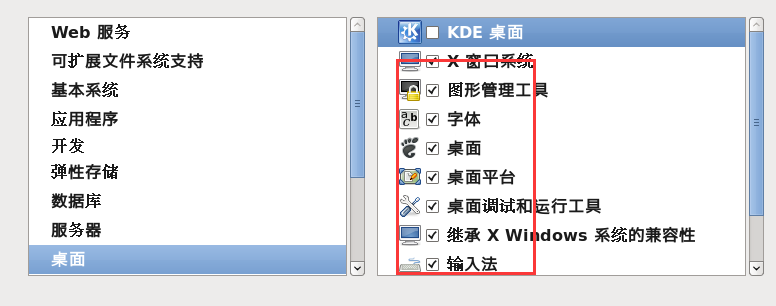 Web 服务
可扩展文件系统支持
基本系统
应用程序
开发
弹性存储
数据库
服务器
桌面
KDE 桌面
X 窗口系统
图形管理工具
字体
桌面
桌面平台
桌面调试和运行工具
继承 X Windows 系统的兼容性
输入法